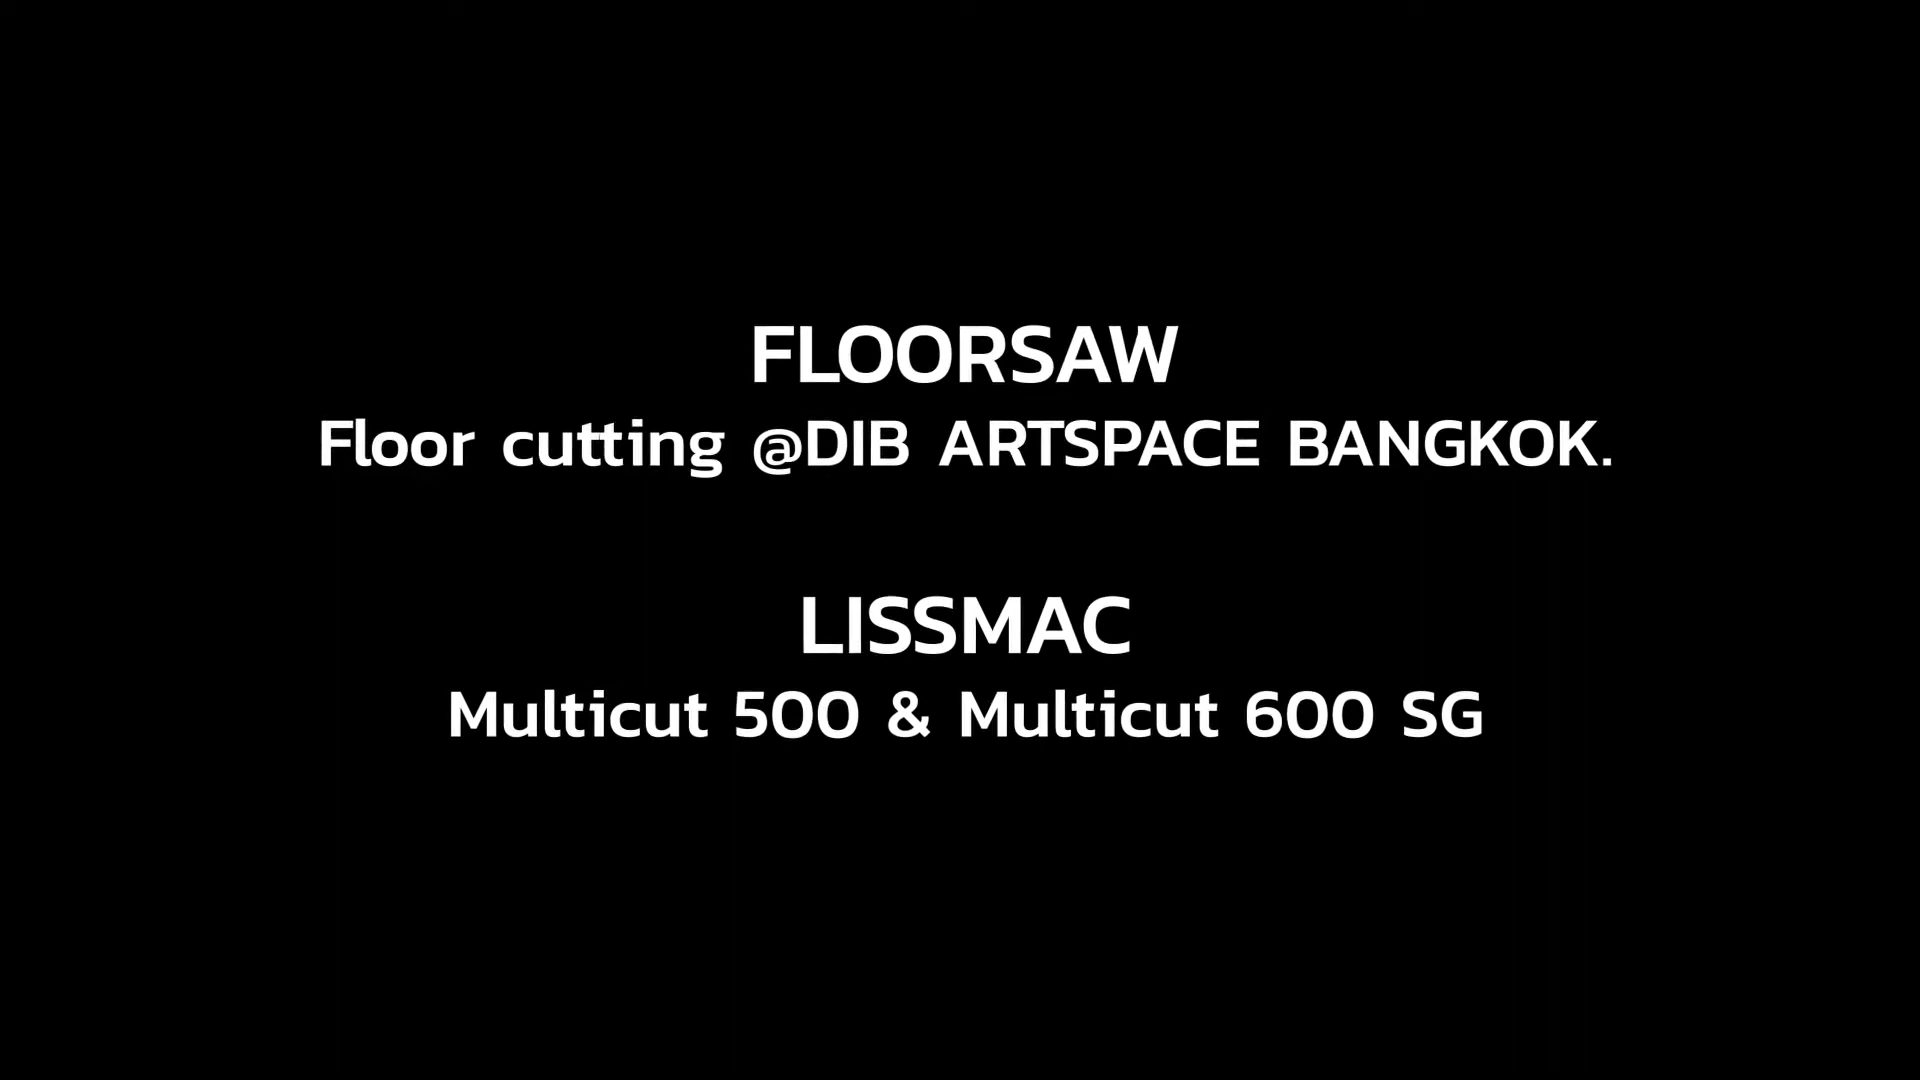 FLOORSAW
Floor cutting @DIB ARTSPACE BANGKOK.
LISSMAC
Multicut 500 & Multicut 600 SG